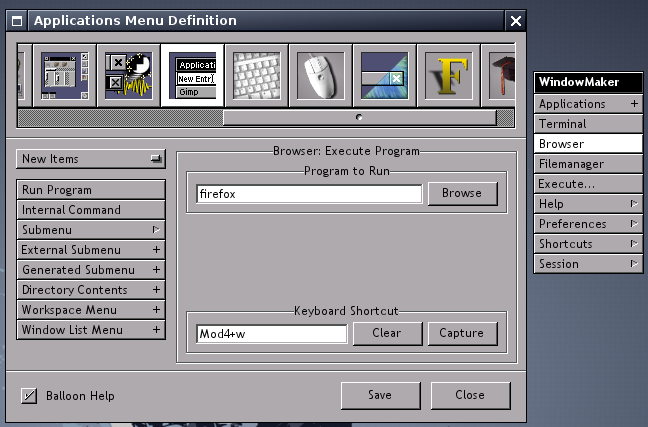 Applications Menu Definition
Applicati
New Entr
Gimp
F
New Items
Run Program
Internal Command
Submenu
External Submenu +
Generated Submenu +
Directory Contents +
Workspace Menu +
Window List Menu +
Browser: Execute Program
Program to Run
firefox
Browse
Keyboard Shortcut
Mod4+w
Clear
Capture
Balloon Help
Save
Close
WindowMaker
Applications +
Terminal
Browser
Filemanager
Execute...
Help
Preferences
Shortcuts
Session